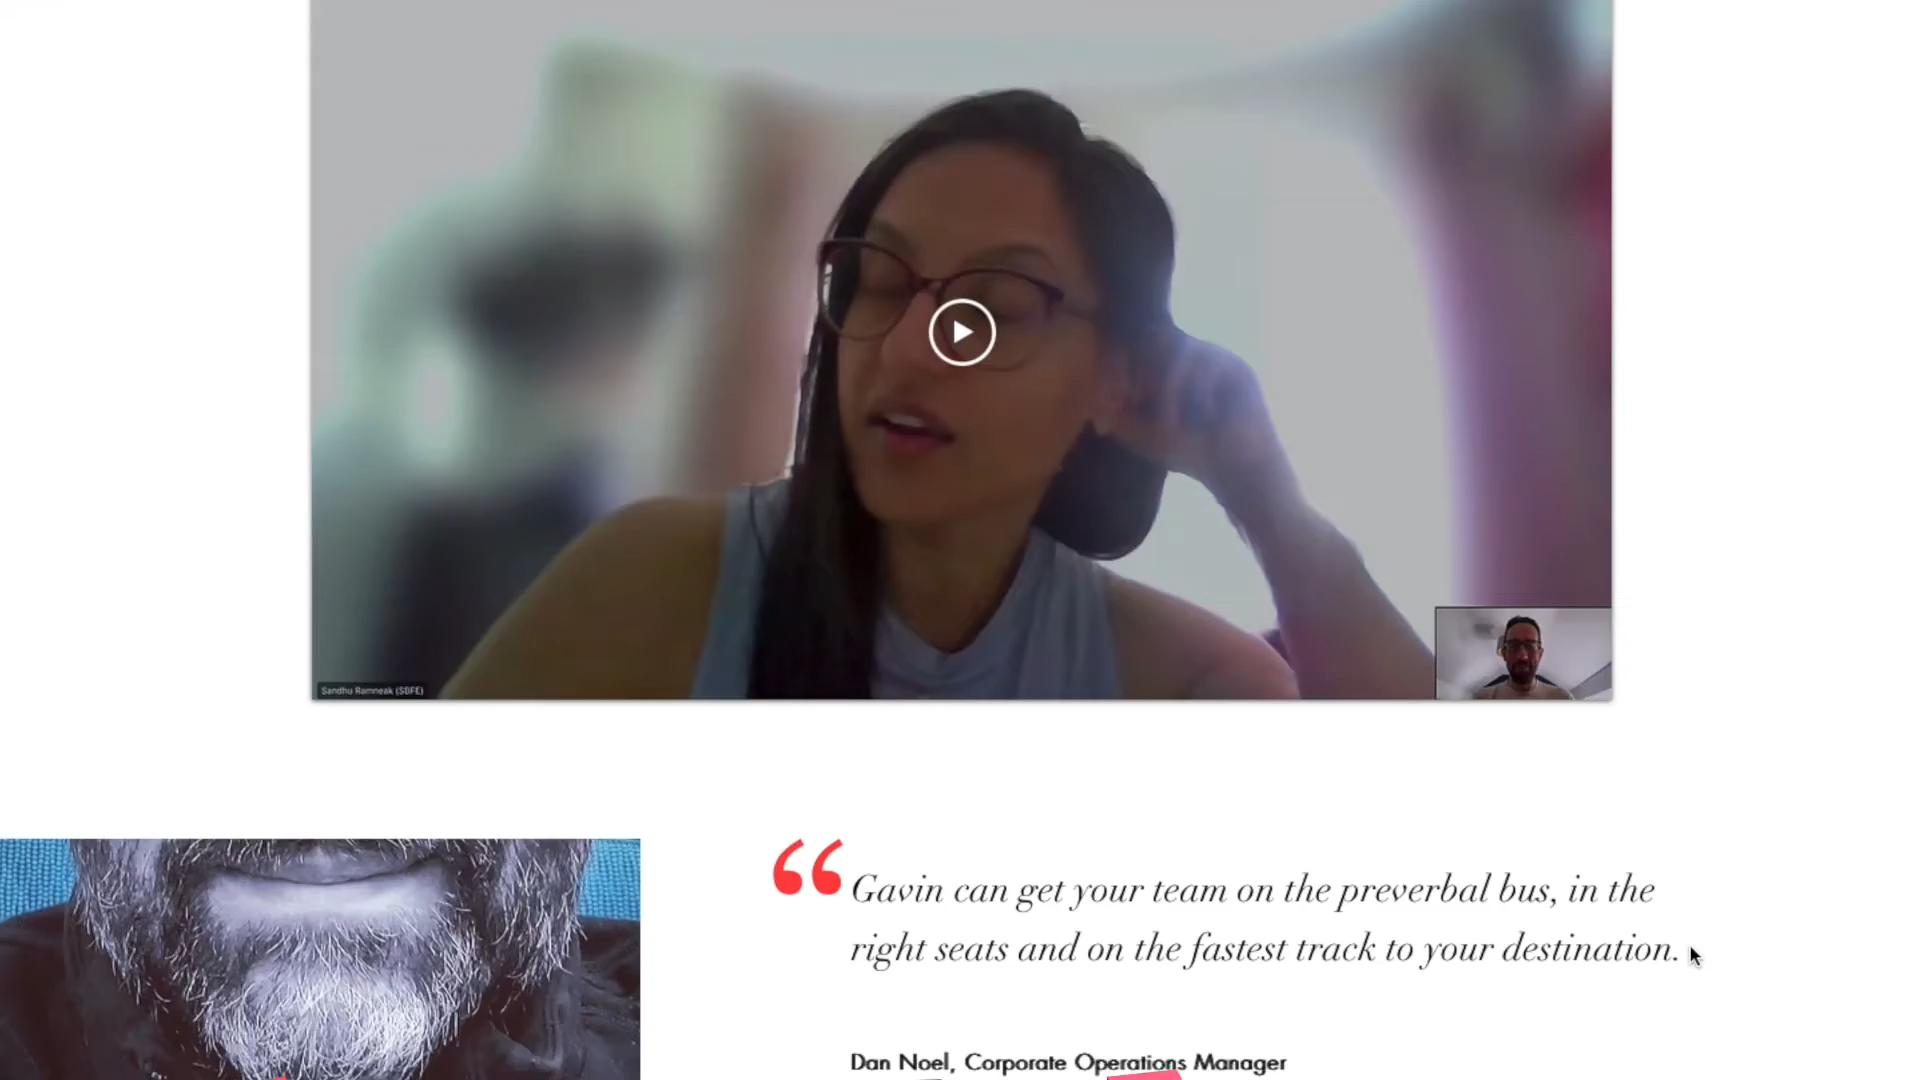 Sandhu Ramneak (SBFE)
“Gavin can get your team on the preverbal bus, in the
right seats and on the fastest track to your destination.
Dan Noel, Corporate Operations Manager